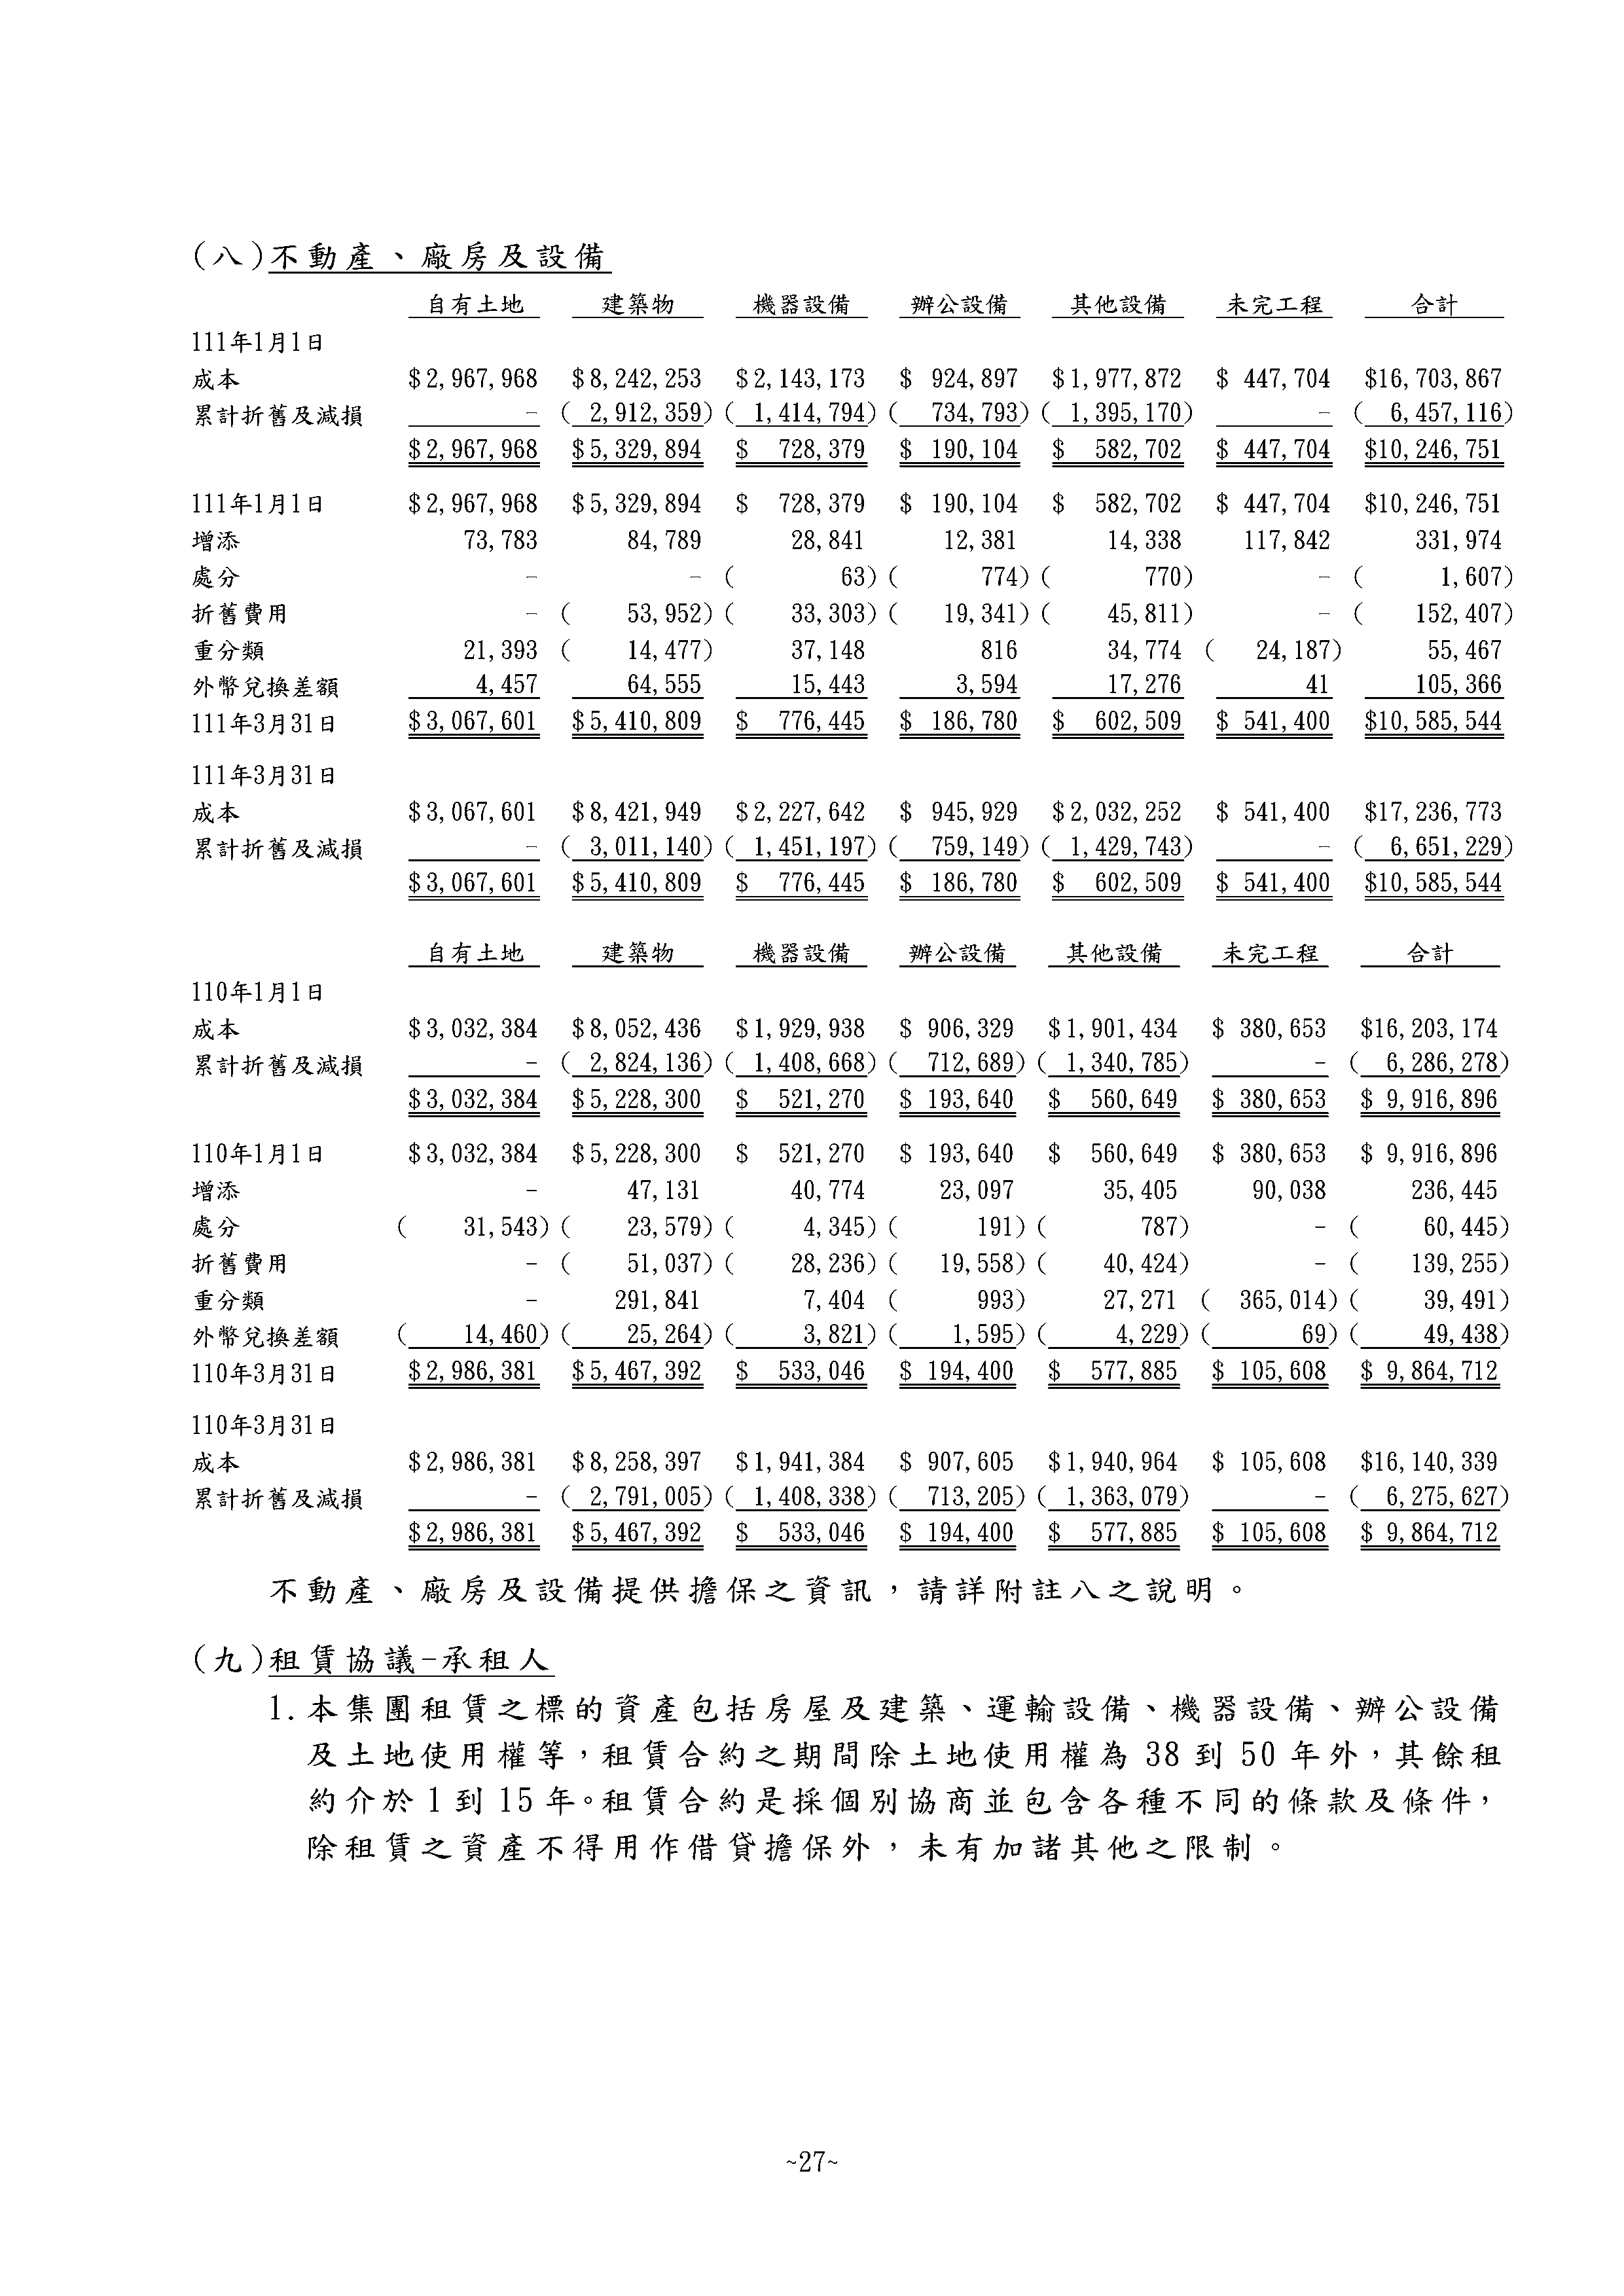 (八)不動產、廠房及設備
自有土地 建築物 機器設備 辦公設備 其他設備 未完工程 合計
111年1月1日
成本 $2,967,968 $8,242,253 $2,143,173 $ 924,897 $1,977,872 $ 447,704 $16,703,867
累計折舊及減損 - ( 2,912,359) ( 1,414,794) ( 734,793) ( 1,395,170) - ( 6,457,116)
$2,967,968 $5,329,894 $ 728,379 $ 190,104 $ 582,702 $ 447,704 $10,246,751
111年1月1日 $2,967,968 $5,329,894 $ 728,379 $ 190,104 $ 582,702 $ 447,704 $10,246,751
增添 73,783 84,789 28,841 12,381 14,338 117,842 331,974
處分 - - ( 63) ( 774) ( 770) - ( 1,607)
折舊費用 - ( 53,952) ( 33,303) ( 19,341) ( 45,811) - ( 152,407)
重分類 21,393 ( 14,477) 37,148 816 34,774 ( 24,187) 55,467
外幣兌換差額 4,457 64,555 15,443 3,594 17,276 41 105,366
111年3月31日 $3,067,601 $5,410,809 $ 776,445 $ 186,780 $ 602,509 $ 541,400 $10,585,544
111年3月31日
成本 $3,067,601 $8,421,949 $2,227,642 $ 945,929 $2,032,252 $ 541,400 $17,236,773
累計折舊及減損 - ( 3,011,140) ( 1,451,197) ( 759,149) ( 1,429,743) - ( 6,651,229)
$3,067,601 $5,410,809 $ 776,445 $ 186,780 $ 602,509 $ 541,400 $10,585,544
自有土地 建築物 機器設備 辦公設備 其他設備 未完工程 合計
110年1月1日
成本 $3,032,384 $8,052,436 $1,929,938 $ 906,329 $1,901,434 $ 380,653 $16,203,174
累計折舊及減損 - ( 2,824,136) ( 1,408,668) ( 712,689) ( 1,340,785) - ( 6,286,278)
$3,032,384 $5,228,300 $ 521,270 $ 193,640 $ 560,649 $ 380,653 $ 9,916,896
110年1月1日 $3,032,384 $5,228,300 $ 521,270 $ 193,640 $ 560,649 $ 380,653 $ 9,916,896
增添 - 47,131 40,774 23,097 35,405 90,038 236,445
處分 ( 31,543) ( 23,579) ( 4,345) ( 191) ( 787) - ( 60,445)
折舊費用 - ( 51,037) ( 28,236) ( 19,558) ( 40,424) - ( 139,255)
重分類 - 291,841 7,404 ( 993) 27,271 ( 365,014) ( 39,491)
外幣兌換差額 ( 14,460) ( 25,264) ( 3,821) ( 1,595) ( 4,229) ( 69) ( 49,438)
110年3月31日 $2,986,381 $5,467,392 $ 533,046 $ 194,400 $ 577,885 $ 105,608 $ 9,864,712
110年3月31日
成本 $2,986,381 $8,258,397 $1,941,384 $ 907,605 $1,940,964 $ 105,608 $16,140,339
累計折舊及減損 - ( 2,791,005) ( 1,408,338) ( 713,205) ( 1,363,079) - ( 6,275,627)
$2,986,381 $5,467,392 $ 533,046 $ 194,400 $ 577,885 $ 105,608 $ 9,864,712
不動產、廠房及設備提供擔保之資訊，請詳附註八之說明。
(九)租賃協議-承租人
1.本集團租賃之標的資產包括房屋及建築、運輸設備、機器設備、辦公設備
及土地使用權等，租賃合約之期間除土地使用權為 38 到 50 年外，其餘租
約介於 1 到 15 年。租賃合約是採個別協商並包含各種不同的條款及條件，
除租賃之資產不得用作借貸擔保外，未有加諸其他之限制。
~27~